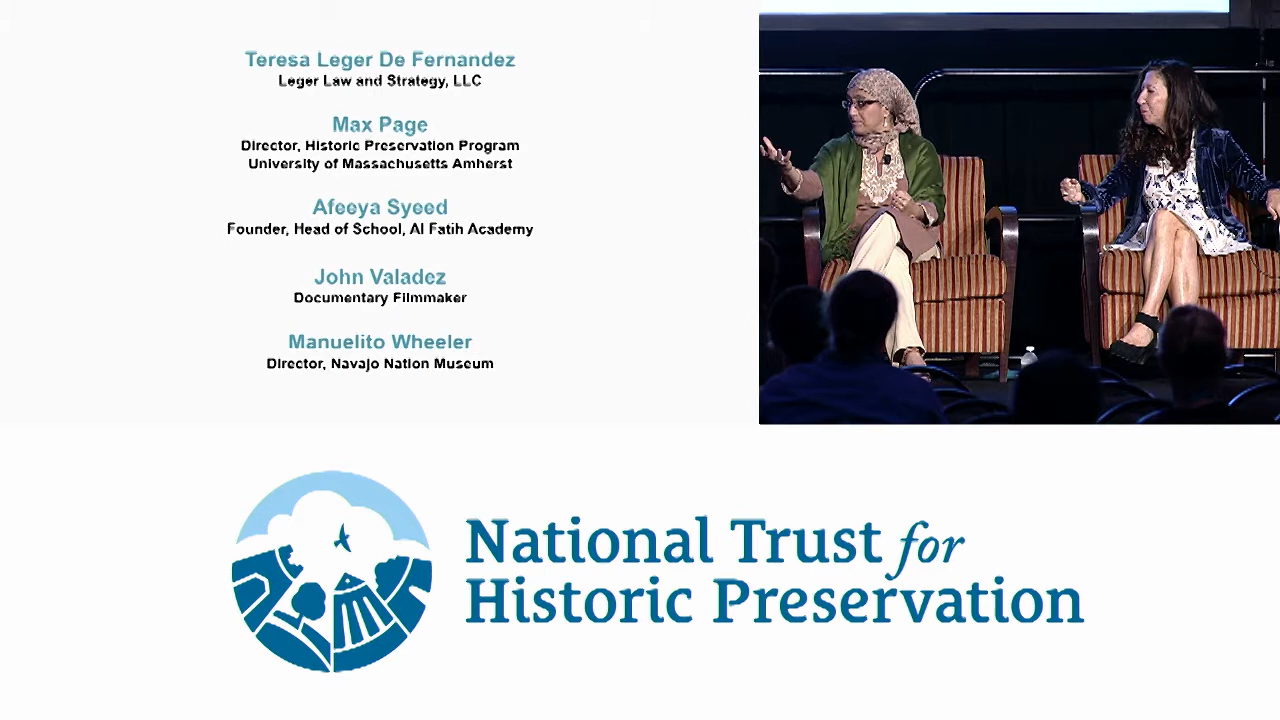 Teresa Leger De Fernandez
Leger Law and Strategy, LLC
Max Page
Director, Historic Preservation Program
University of Massachusetts Amherst
Afeeya Syeed
Founder, Head of School, Al Fatih Academy
John Valadez
Documentary Filmmaker
Manuelito Wheeler
Director, Navajo Nation Museum
National Trust for
Historic Preservation